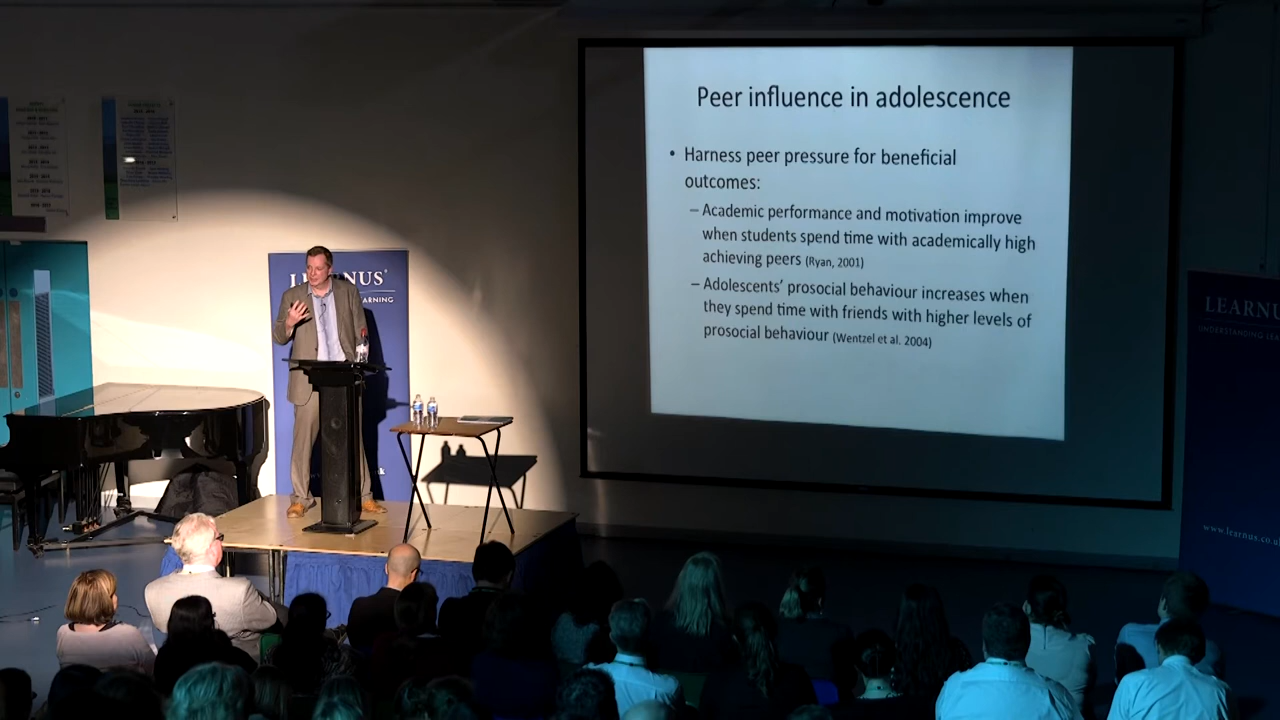 Peer influence in adolescence
• Harness peer pressure for beneficial
outcomes:
– Academic performance and motivation improve
when students spend time with academically high
achieving peers (Ryan, 2001)
– Adolescents' prosocial behaviour increases when
they spend time with friends with higher levels of
prosocial behaviour (Wentzel et al. 2004)
LEARNUS
UNDERSTANDING
www.learnus.co.u